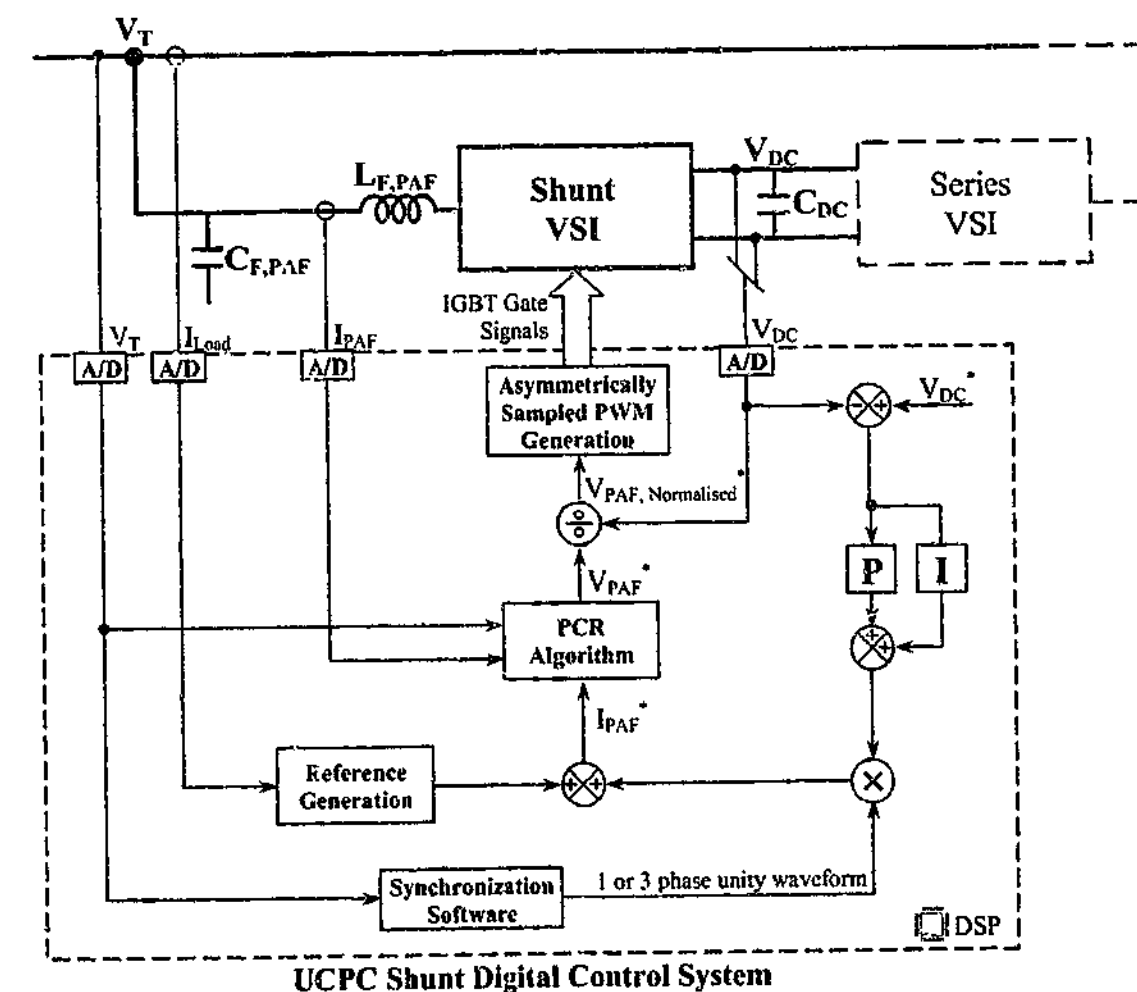 V_T
L_F,PAF
Shunt
VSI
V_DC
C_DC
Series
VSI
C_F,PAF
IGBT Gate
Signals
V_T
I_Load
I_PAF
V_DC
A/D
A/D
A/D
A/D
Asymmetrically
Sampled PWM
Generation
- +
V_DC*
V_PAF, Normalised*
÷
P
I
V_PAF*
PCR
Algorithm
+ +
I_PAF*
Reference
Generation
+ +
×
Synchronization
Software
1 or 3 phase unity waveform
DSP
UCPC Shunt Digital Control System